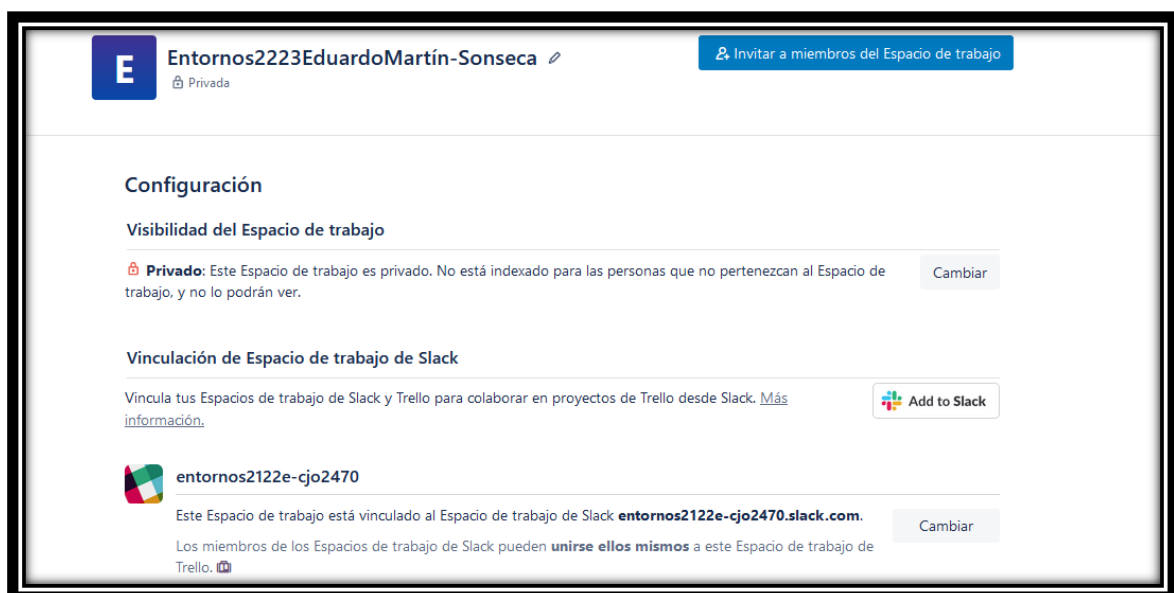 E
Entornos2223EduardoMartín-Sonseca
Privada
Invitar a miembros del Espacio de trabajo
Configuración
Visibilidad del Espacio de trabajo
Privado: Este Espacio de trabajo es privado. No está indexado para las personas que no pertenezcan al Espacio de
trabajo, y no lo podrán ver.
Cambiar
Vinculación de Espacio de trabajo de Slack
Vincula tus Espacios de trabajo de Slack y Trello para colaborar en proyectos de Trello desde Slack. Más
información.
Add to Slack
entornos2122e-cjo2470
Este Espacio de trabajo está vinculado al Espacio de trabajo de Slack entornos2122e-cjo2470.slack.com.
Cambiar
Los miembros de los Espacios de trabajo de Slack pueden unirse ellos mismos a este Espacio de trabajo de
Trello.